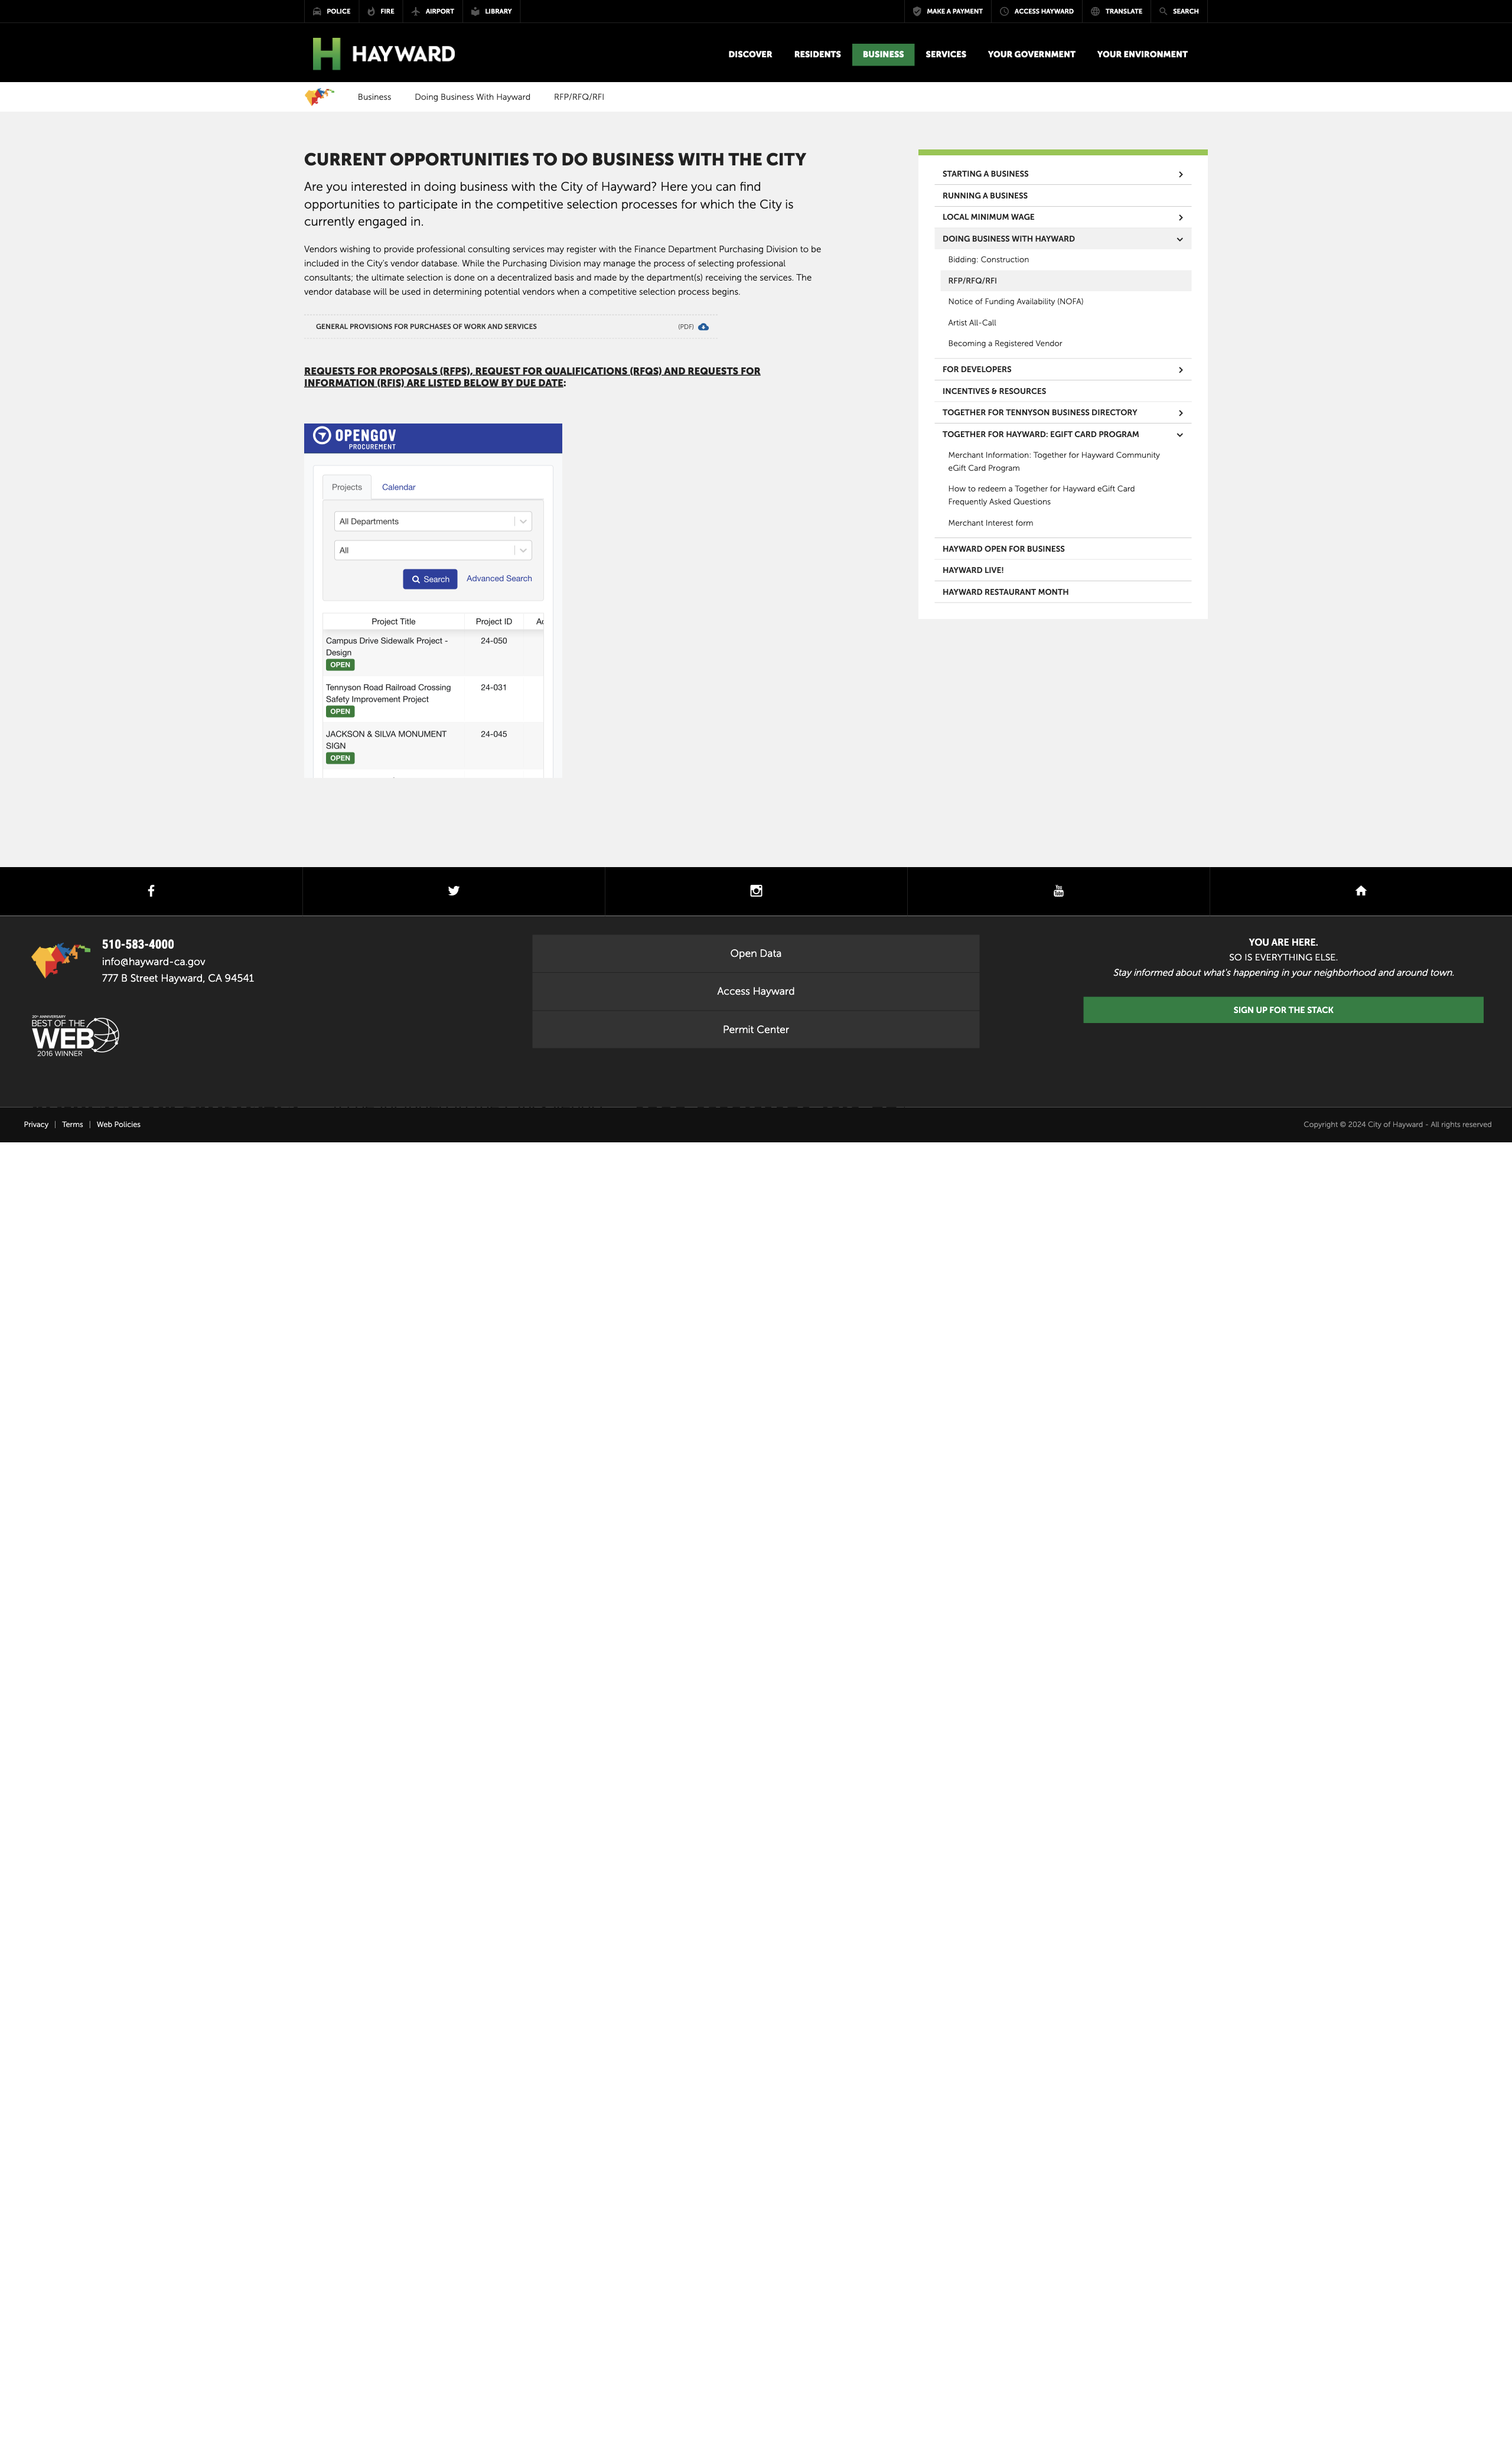 POLICE
FIRE
AIRPORT
LIBRARY
MAKE A PAYMENT
ACCESS HAYWARD
TRANSLATE
SEARCH
H HAYWARD
DISCOVER
RESIDENTS
BUSINESS
SERVICES
YOUR GOVERNMENT
YOUR ENVIRONMENT
Business
Doing Business With Hayward
RFP/RFQ/RFI
CURRENT OPPORTUNITIES TO DO BUSINESS WITH THE CITY
Are you interested in doing business with the City of Hayward? Here you can find
opportunities to participate in the competitive selection processes for which the City is
currently engaged in.
Vendors wishing to provide professional consulting services may register with the Finance Department Purchasing Division to be
included in the City's vendor database. While the Purchasing Division may manage the process of selecting professional
consultants; the ultimate selection is done on a decentralized basis and made by the department(s) receiving the services. The
vendor database will be used in determining potential vendors when a competitive selection process begins.
GENERAL PROVISIONS FOR PURCHASES OF WORK AND SERVICES
(PDF)
REQUESTS FOR PROPOSALS (RFPS), REQUEST FOR QUALIFICATIONS (RFQS) AND REQUESTS FOR
INFORMATION (RFIS) ARE LISTED BELOW BY DUE DATE:
OPENGOV
PROCUREMENT
Projects
Calendar
All Departments
All
Search
Advanced Search
Project Title
Project ID
Campus Drive Sidewalk Project -
Design
24-050
OPEN
Tennyson Road Railroad Crossing
Safety Improvement Project
24-031
OPEN
JACKSON & SILVA MONUMENT
SIGN
24-045
OPEN
STARTING A BUSINESS
RUNNING A BUSINESS
LOCAL MINIMUM WAGE
DOING BUSINESS WITH HAYWARD
Bidding: Construction
RFP/RFQ/RFI
Notice of Funding Availability (NOFA)
Artist All-Call
Becoming a Registered Vendor
FOR DEVELOPERS
INCENTIVES & RESOURCES
TOGETHER FOR TENNYSON BUSINESS DIRECTORY
TOGETHER FOR HAYWARD: EGIFT CARD PROGRAM
Merchant Information: Together for Hayward Community
eGift Card Program
How to redeem a Together for Hayward eGift Card
Frequently Asked Questions
Merchant Interest form
HAYWARD OPEN FOR BUSINESS
HAYWARD LIVE!
HAYWARD RESTAURANT MONTH
You
Tube
510-583-4000
info@hayward-ca.gov
777 B Street Hayward, CA 94541
20th ANNIVERSARY
BEST OF THE
WEB
2016 WINNER
Open Data
Access Hayward
Permit Center
YOU ARE HERE.
SO IS EVERYTHING ELSE.
Stay informed about what's happening in your neighborhood and around town.
SIGN UP FOR THE STACK
Privacy | Terms | Web Policies
Copyright © 2024 City of Hayward - All rights reserved